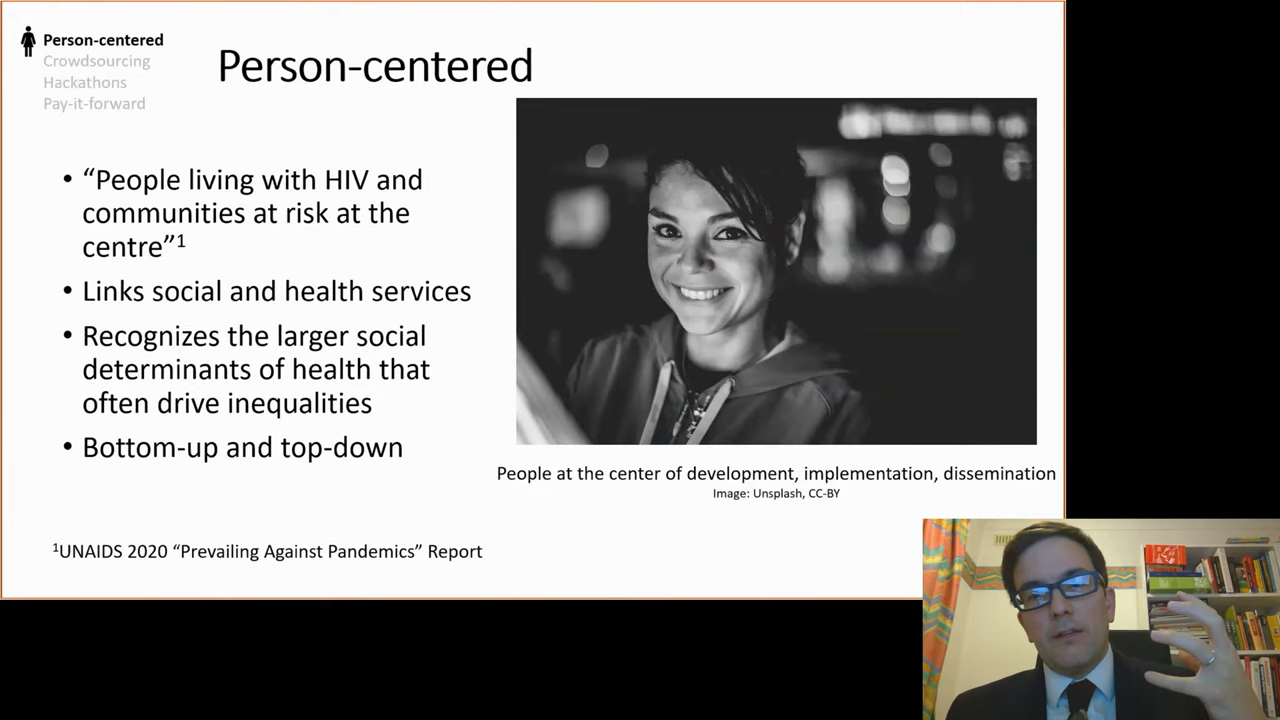 Person-centered
Crowdsourcing
Hackathons
Pay-it-forward
Person-centered
• “People living with HIV and
communities at risk at the
centre”¹
• Links social and health services
• Recognizes the larger social
determinants of health that
often drive inequalities
• Bottom-up and top-down
People at the center of development, implementation, dissemination
Image: Unsplash, CC-BY
¹UNAIDS 2020 “Prevailing Against Pandemics” Report